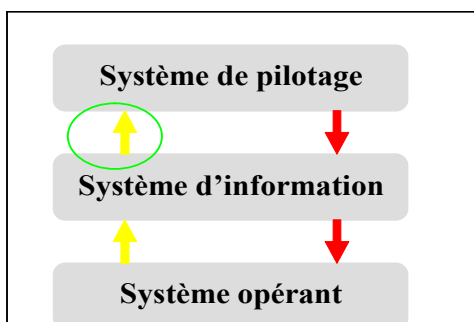 Système de pilotage
Système d’information
Système opérant